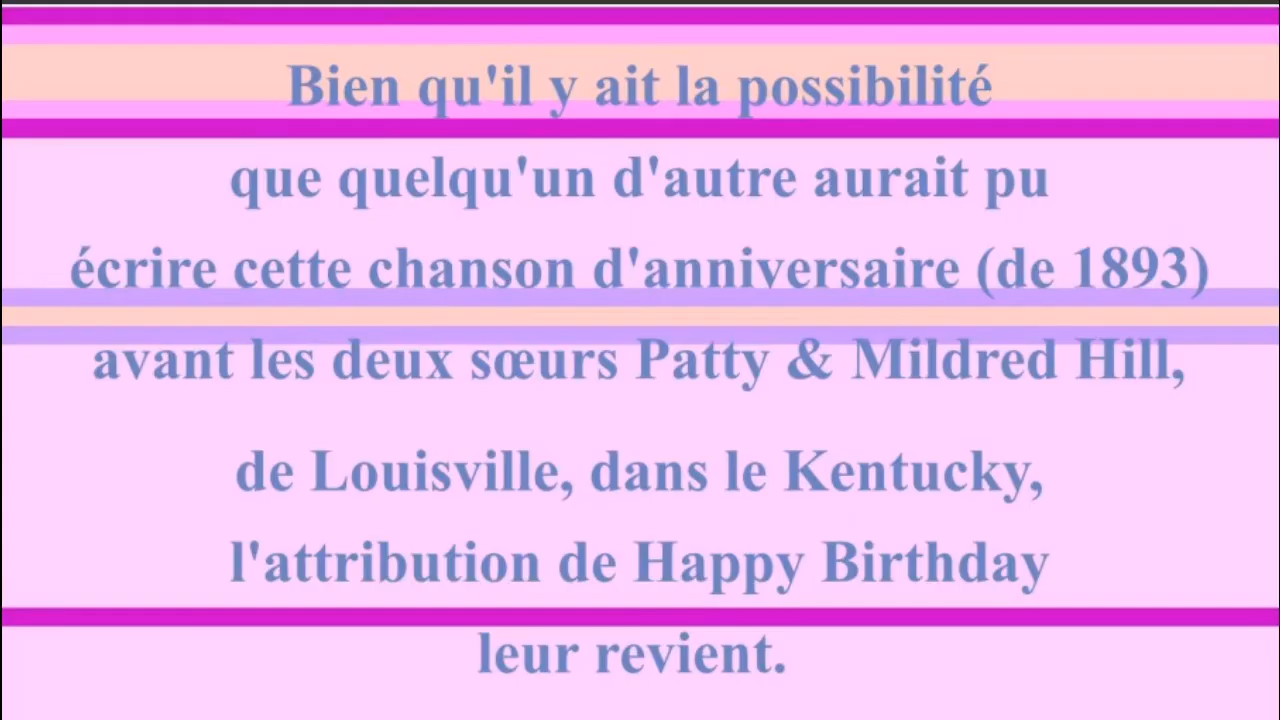 Bien qu'il y ait la possibilité
que quelqu'un d'autre aurait pu
écrire cette chanson d'anniversaire (de 1893)
avant les deux sœurs Patty & Mildred Hill,
de Louisville, dans le Kentucky,
l'attribution de Happy Birthday
leur revient.